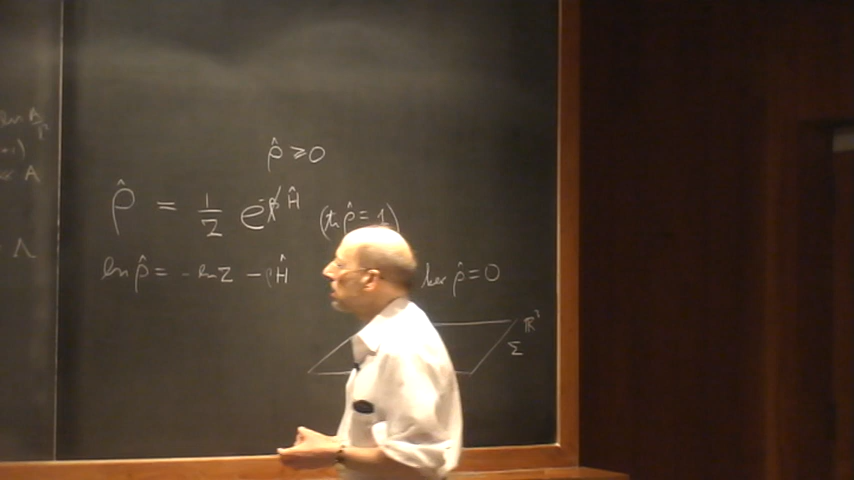 A
Λ
ρ̂ ≥ 0
ρ̂ = 1/Z e^{-βĤ} (tr ρ̂ = 1)
ln ρ̂ = - ln Z - βĤ ker ρ̂ = 0
ℝ³
Σ